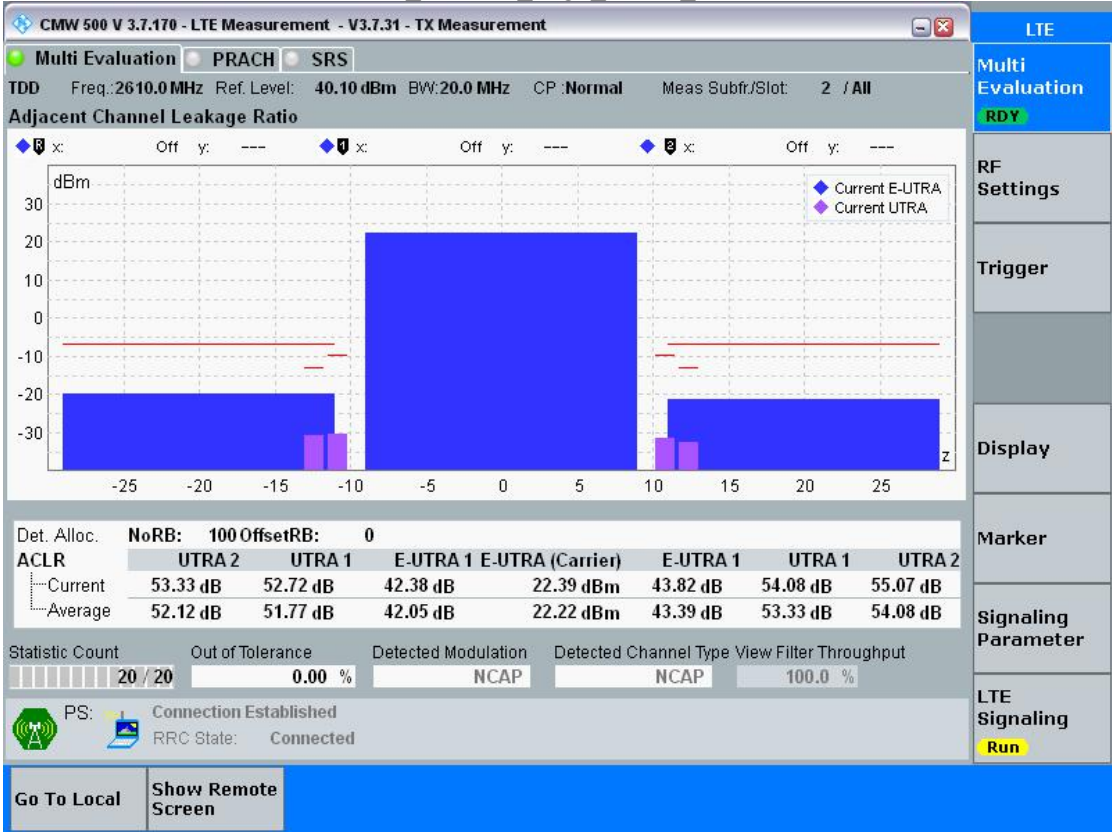 CMW 500 V 3.7.170 - LTE Measurement - V3.7.31 - TX Measurement
LTE
Multi Evaluation PRACH SRS
TDD Freq.:2610.0 MHz Ref. Level: 40.10 dBm BW:20.0 MHz CP :Normal Meas Subfr./Slot: 2 / All
Adjacent Channel Leakage Ratio
R x: Off y: --- 1 x: Off y: --- 2 x: Off y: ---
dBm
Current E-UTRA
Current UTRA
30
20
10
0
-10
-20
-30
z
-25 -20 -15 -10 -5 0 5 10 15 20 25
Det. Alloc. NoRB: 100 OffsetRB: 0
ACLR UTRA 2 UTRA 1 E-UTRA 1 E-UTRA (Carrier) E-UTRA 1 UTRA 1 UTRA 2
Current 53.33 dB 52.72 dB 42.38 dB 22.39 dBm 43.82 dB 54.08 dB 55.07 dB
Average 52.12 dB 51.77 dB 42.05 dB 22.22 dBm 43.39 dB 53.33 dB 54.08 dB
Statistic Count Out of Tolerance Detected Modulation Detected Channel Type View Filter Throughput
20 / 20 0.00 % NCAP NCAP 100.0 %
PS: Connection Established
RRC State: Connected
Multi
Evaluation
RDY
RF
Settings
Trigger
Display
Marker
Signaling
Parameter
LTE
Signaling
Run
Go To Local
Show Remote
Screen